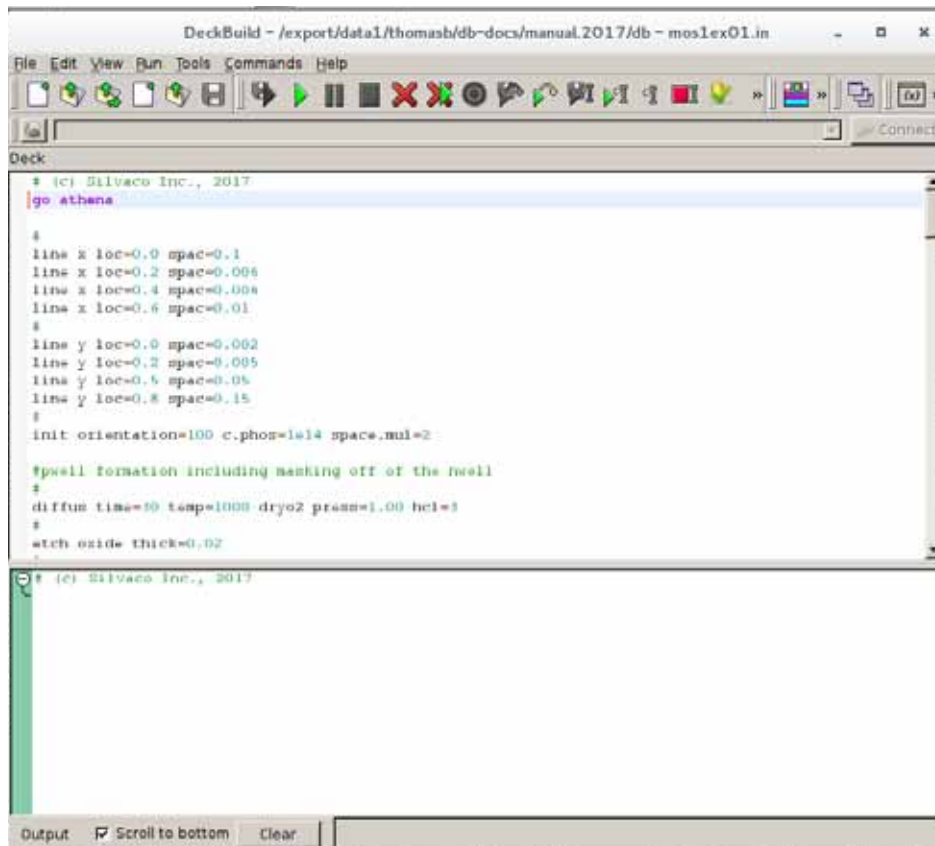 DeckBuild - /export/data1/thomasb/db-docs/manual.2017/db - mos1ex01.in
File Edit View Run Tools Commands Help
Connect
Deck
# (c) Silvaco Inc., 2017
go athena
#
line x loc=0.0 spac=0.1
line x loc=0.2 spac=0.006
line x loc=0.4 spac=0.006
line x loc=0.6 spac=0.01
#
line y loc=0.0 spac=0.002
line y loc=0.2 spac=0.005
line y loc=0.5 spac=0.05
line y loc=0.8 spac=0.15
#
init orientation=100 c.phos=1e14 space.mul=2
#pwell formation including masking off of the nwell
#
diffus time=30 temp=1000 dryo2 press=1.00 hcl=3
#
etch oxide thick=0.02
# (c) Silvaco Inc., 2017
Output Scroll to bottom Clear